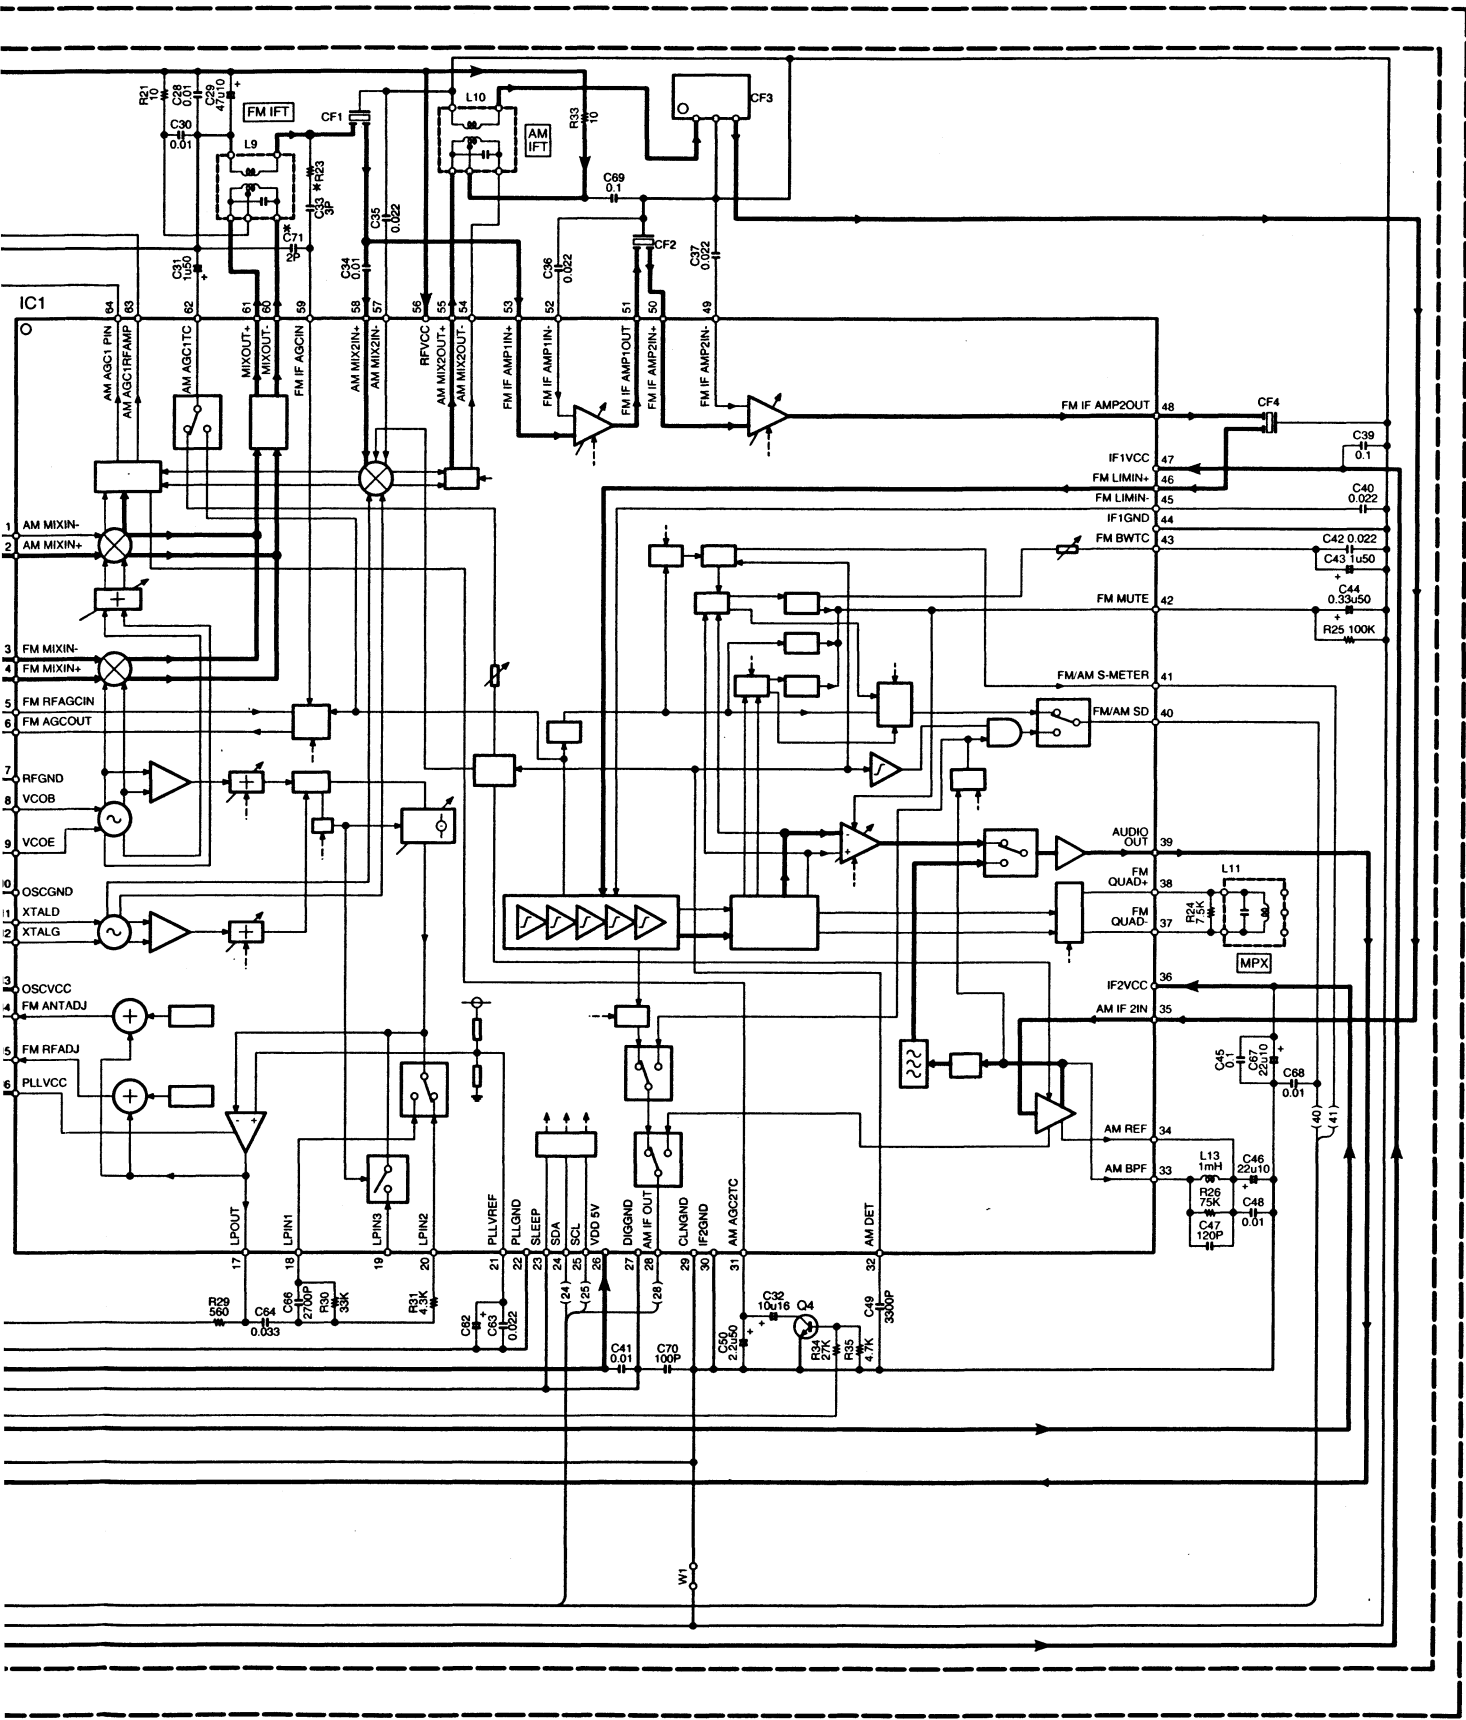 R21
10
C28
0.01
C29
47u10
+
FM IFT
C30
0.01
L9
CF1
*R23
C33
3P
*
C71
2P
C31
1u50
+
C34
0.01
C35
0.022
L10
AM
IFT
R33
10
C69
0.1
CF3
C36
0.022
CF2
C37
0.022
IC1
64
63
62
61
60
59
58
57
56
55
54
53
52
51
50
49
AM AGC1 PIN
AM AGC1RFAMP
AM AGC1TC
MIXOUT+
MIXOUT-
FM IF AGCIN
AM MIX2IN+
AM MIX2IN-
RFVCC
AM MIX2OUT+
AM MIX2OUT-
FM IF AMP1IN+
FM IF AMP1IN-
FM IF AMP1OUT
FM IF AMP2IN+
FM IF AMP2IN-
FM IF AMP2OUT 48
CF4
C39
0.1
IF1VCC 47
FM LIMIN+ 46
FM LIMIN- 45
C40
0.022
IF1GND 44
FM BWTC 43
C42 0.022
C43 1u50
+
C44
0.33u50
+
FM MUTE 42
R25 100K
FM/AM S-METER 41
FM/AM SD 40
1 AM MIXIN-
2 AM MIXIN+
3 FM MIXIN-
4 FM MIXIN+
5 FM RFAGCIN
6 FM AGCOUT
7 RFGND
8 VCOB
9 VCOE
0 OSCGND
1 XTALD
2 XTALG
3 OSCVCC
4 FM ANTADJ
5 FM RFADJ
6 PLLVCC
AUDIO
OUT 39
FM
QUAD+ 38
FM
QUAD- 37
R24
7.5K
L11
MPX
IF2VCC 36
AM IF 2IN 35
C45
0.1
C67
22u10
+
C68
0.01
(40)
(41)
AM REF 34
AM BPF 33
L13
1mH
C46
22u10
+
R26
75K
C48
0.01
C47
120P
- +
- +
LPOUT
LPIN1
LPIN3
LPIN2
PLLVREF
PLLGND
SLEEP
SDA
SCL
VDD 5V
DIGGND
AM IF OUT
CLNGND
IF2GND
AM AGC2TC
AM DET
17
18
19
20
21
22
23
24
25
26
27
28
29
30
31
32
R29
560
C64
0.033
C66
2700P
R30
33K
R31
4.3K
C62
+
C63
0.022
(24)
(25)
(28)
C41
0.01
C70
100P
C50
2.2u50
+
C32
10u16
+
Q4
R34
27K
R35
4.7K
C49
3300P
W1